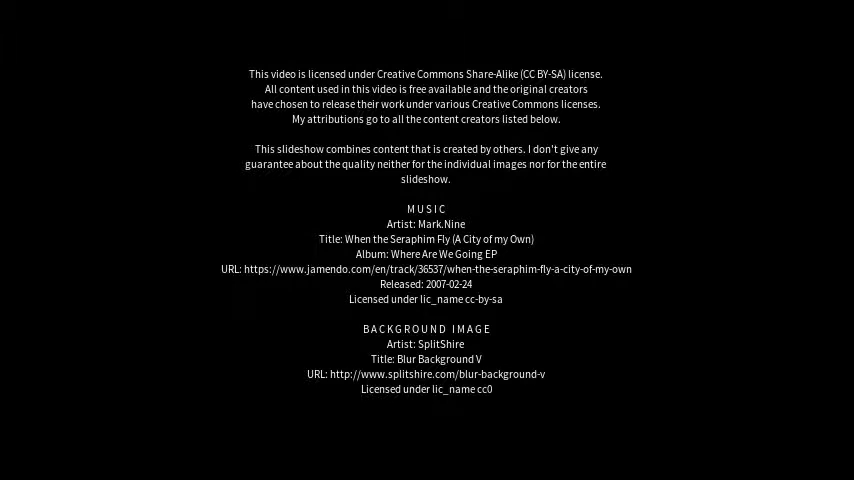 This video is licensed under Creative Commons Share-Alike (CC BY-SA) license.
All content used in this video is free available and the original creators
have chosen to release their work under various Creative Commons licenses.
My attributions go to all the content creators listed below.
This slideshow combines content that is created by others. I don't give any
guarantee about the quality neither for the individual images nor for the entire
slideshow.
MUSIC
Artist: Mark.Nine
Title: When the Seraphim Fly (A City of my Own)
Album: Where Are We Going EP
URL: https://www.jamendo.com/en/track/36537/when-the-seraphim-fly-a-city-of-my-own
Released: 2007-02-24
Licensed under lic_name cc-by-sa
BACKGROUND IMAGE
Artist: SplitShire
Title: Blur Background V
URL: http://www.splitshire.com/blur-background-v
Licensed under lic_name cc0